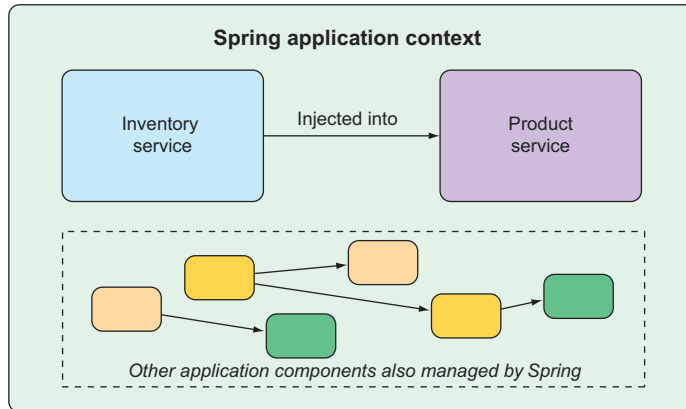 Spring application context
Inventory
service
Injected into
Product
service
Other application components also managed by Spring